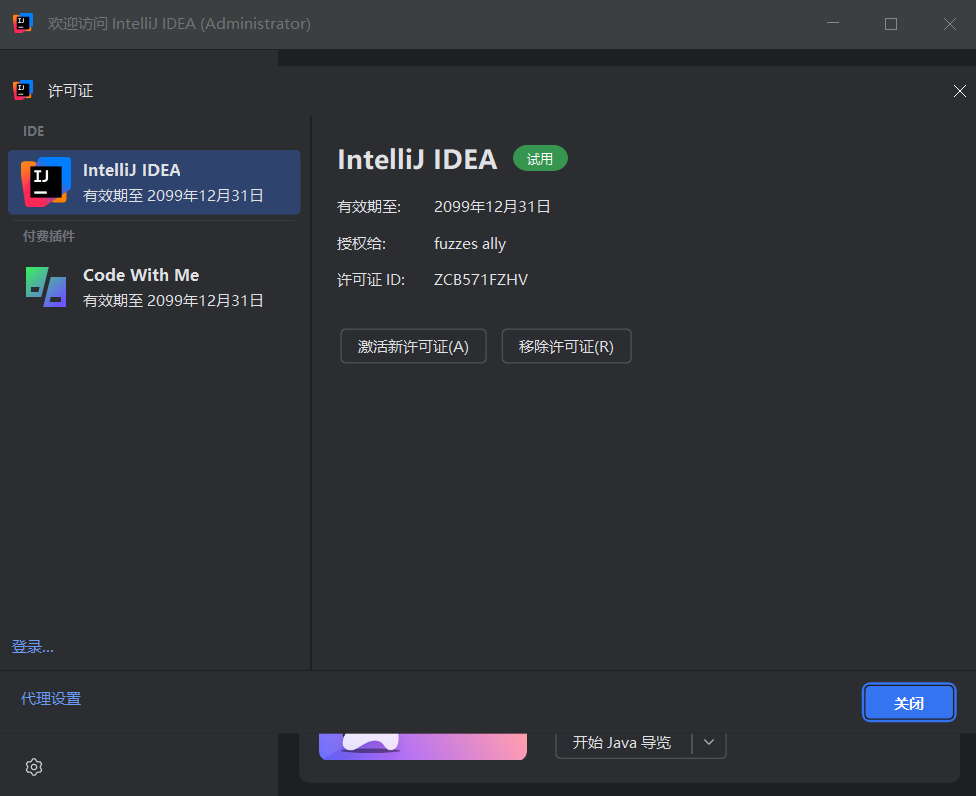 欢迎访问 IntelliJ IDEA (Administrator)
许可证
IDE
IntelliJ IDEA
有效期至 2099年12月31日
付费插件
Code With Me
有效期至 2099年12月31日
登录...
IntelliJ IDEA 试用
有效期至: 2099年12月31日
授权给: fuzzes ally
许可证 ID: ZCB571FZHV
激活新许可证(A) 移除许可证(R)
代理设置
关闭
开始 Java 导览